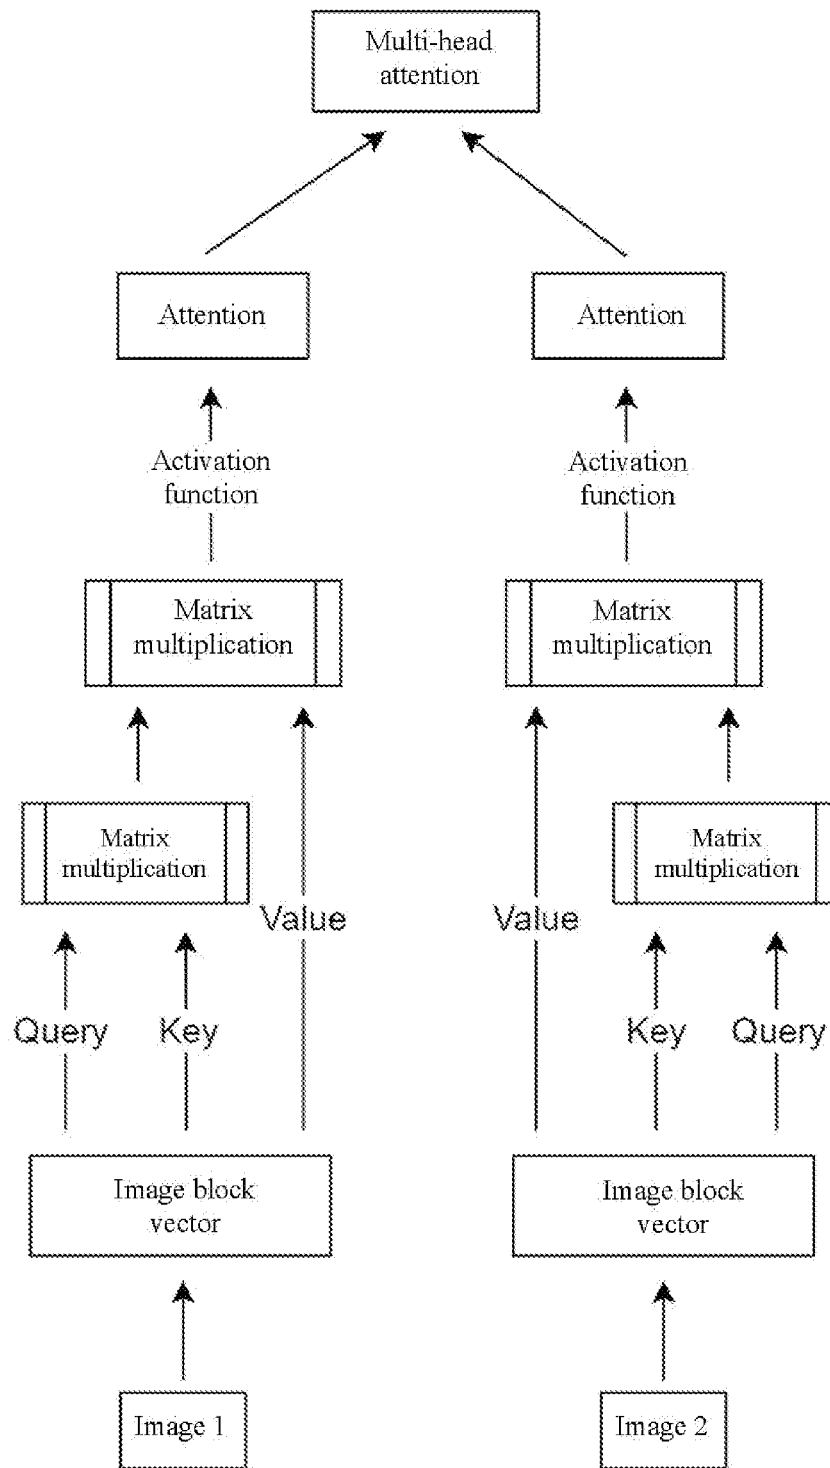 Multi-head
attention
Attention
Attention
Activation
function
Activation
function
Matrix
multiplication
Matrix
multiplication
Matrix
multiplication
Matrix
multiplication
Value
Value
Query
Key
Key
Query
Image block
vector
Image block
vector
Image 1
Image 2